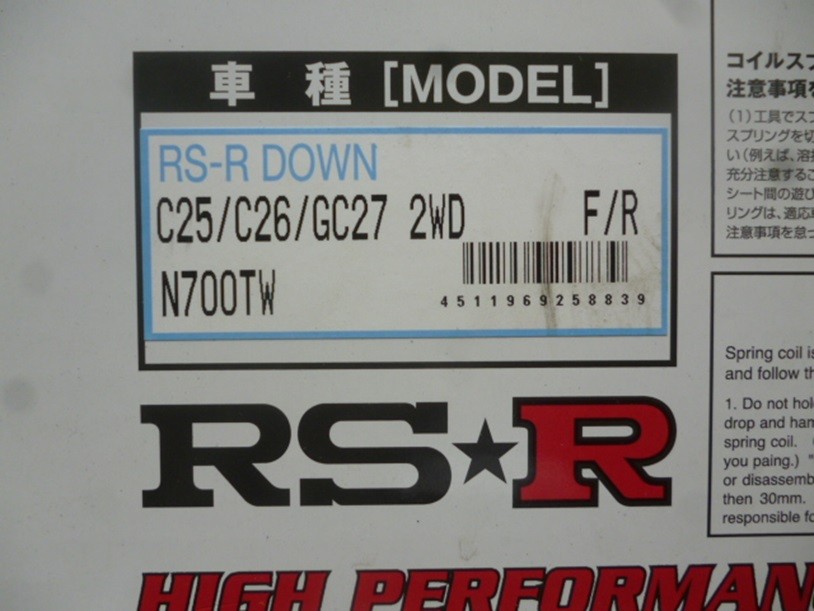 車種 [MODEL]
RS-R DOWN
C25/C26/GC27 2WD F/R
N700TW
4511969258839
RS★R
HIGH PERFORMAN
コイルスプ
注意事項を
(1)工具でスプ
スプリングを切
い(例えば、溶接
充分注意するこ
シート間の遊び
リングは、適応車
注意事項を怠っ
Spring coil is
and follow th
1. Do not hol
drop and ham
spring coil.
you paing.) "
or disassemb
then 30mm.
responsible fo